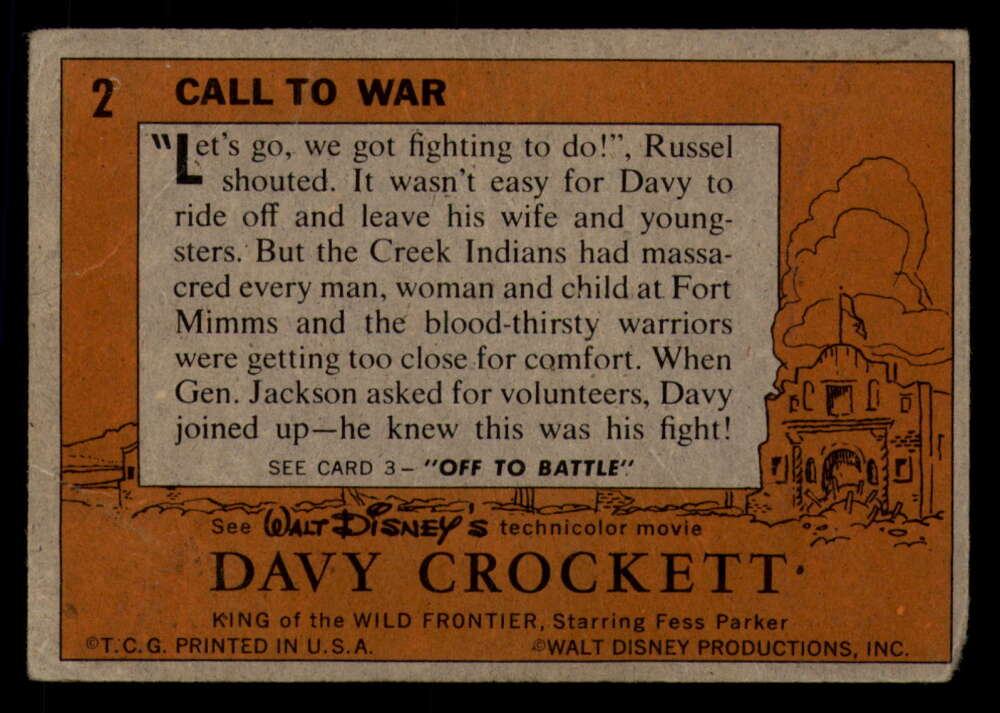 2 CALL TO WAR
"Let's go, we got fighting to do!", Russel
shouted. It wasn't easy for Davy to
ride off and leave his wife and young-
sters. But the Creek Indians had massa-
cred every man, woman and child at Fort
Mimms and the blood-thirsty warriors
were getting too close for comfort. When
Gen. Jackson asked for volunteers, Davy
joined up—he knew this was his fight!
SEE CARD 3– "OFF TO BATTLE"
See WALT DISNEY'S technicolor movie
DAVY CROCKETT
KING of the WILD FRONTIER, Starring Fess Parker
©T.C.G. PRINTED IN U.S.A. ©WALT DISNEY PRODUCTIONS, INC.